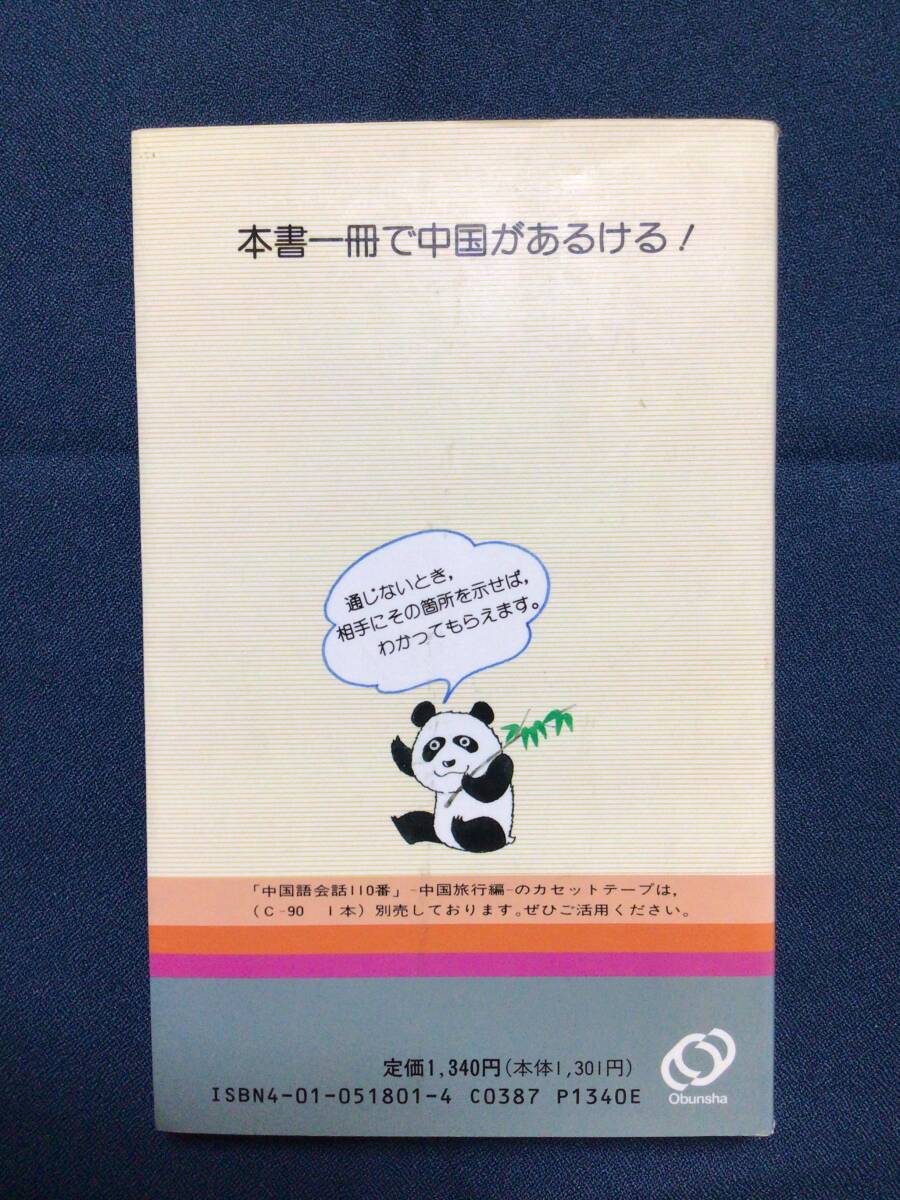 本書一冊で中国があるける!
通じないとき,
相手にその箇所を示せば,
わかってもらえます。
「中国語会話110番」-中国旅行編-のカセットテープは,
(C-90 1本)別売しております。ぜひご活用ください。
定価1,340円(本体1,301円)
ISBN4-01-051801-4 C0387 P1340E
Obunsha